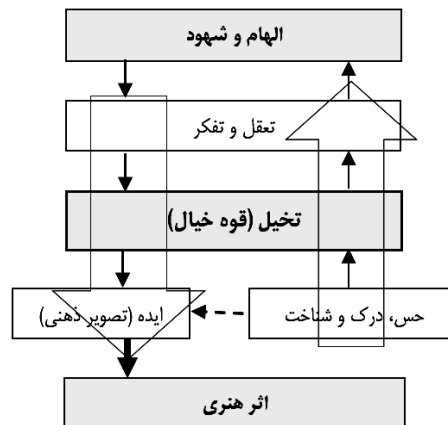 الهام و شهود
تعقل و تفکر
تخیل (قوه خیال)
حس، درک و شناخت
ایده (تصویر ذهنی)
اثر هنری